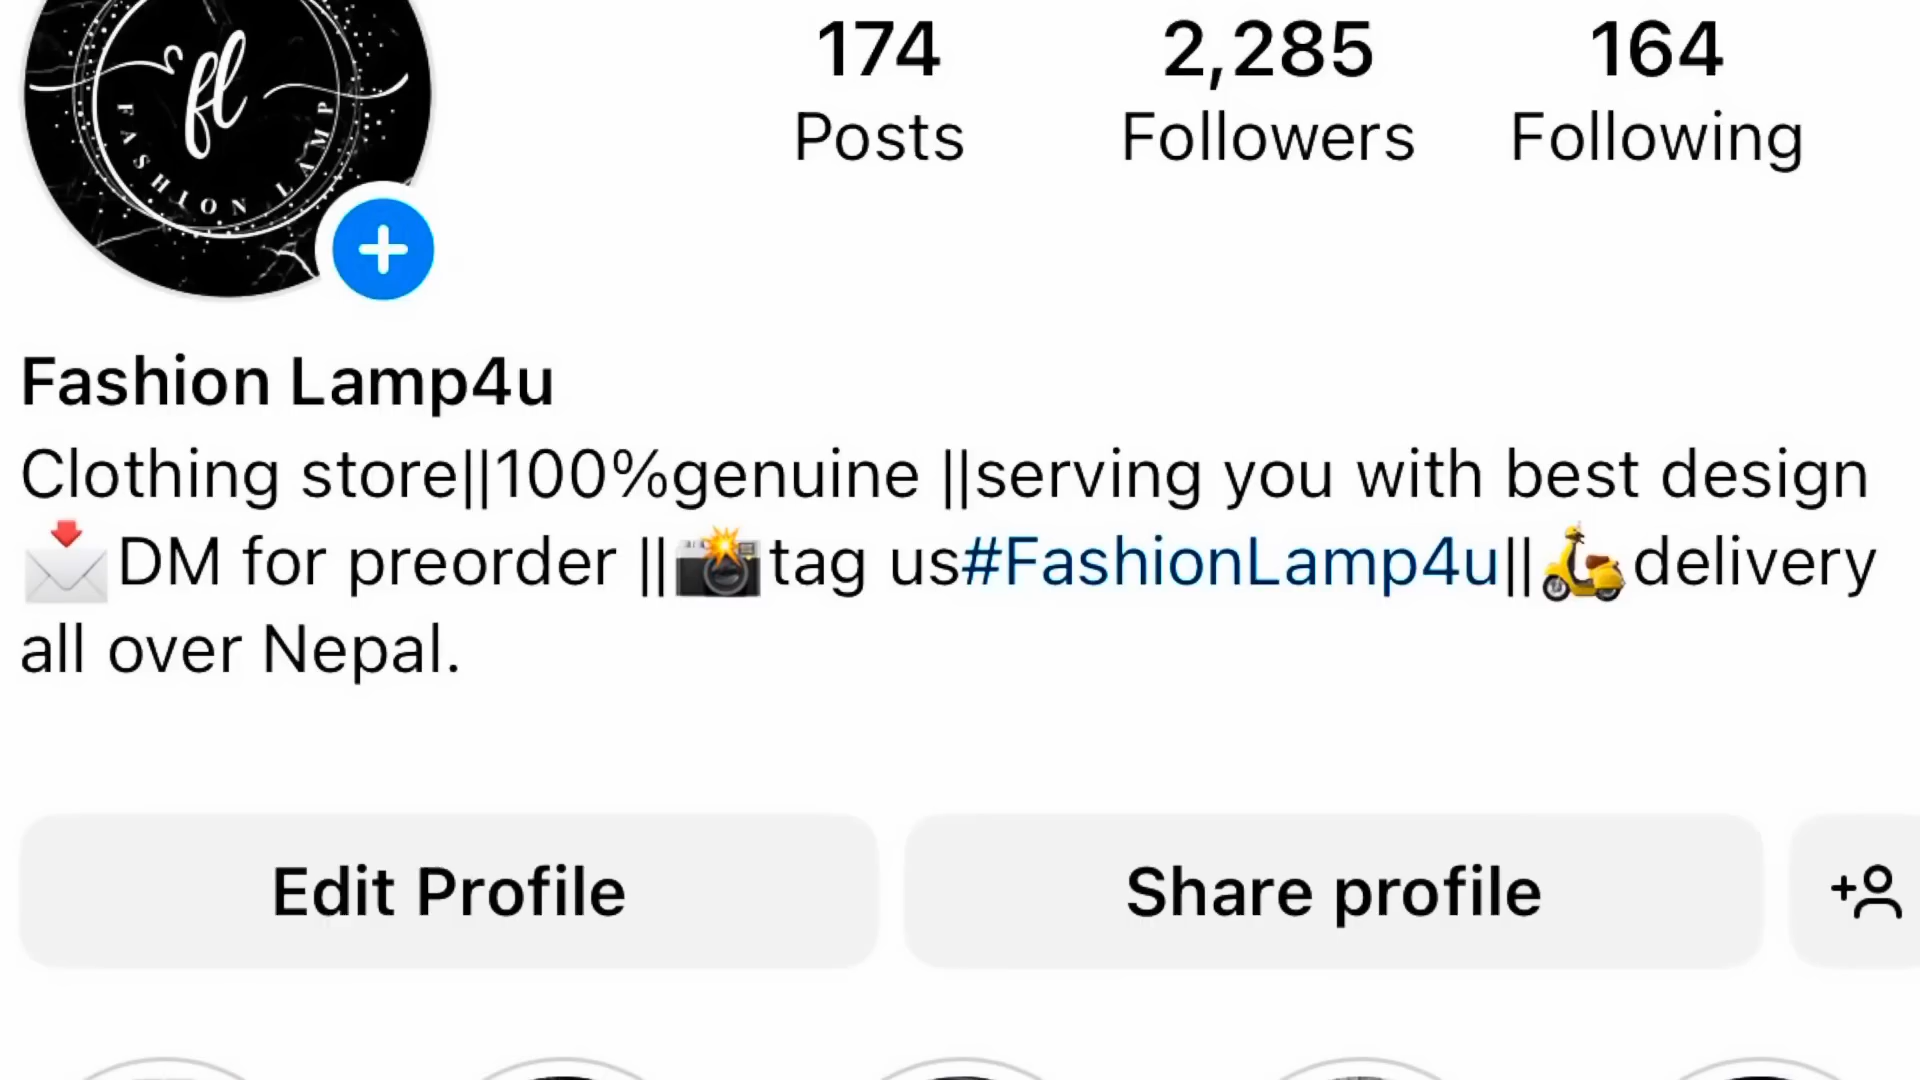 fl
FASHION LAMP
174 2,285 164
Posts Followers Following
Fashion Lamp4u
Clothing store||100%genuine ||serving you with best design
📩DM for preorder ||📸tag us#FashionLamp4u||🛵delivery
all over Nepal.
Edit Profile Share profile